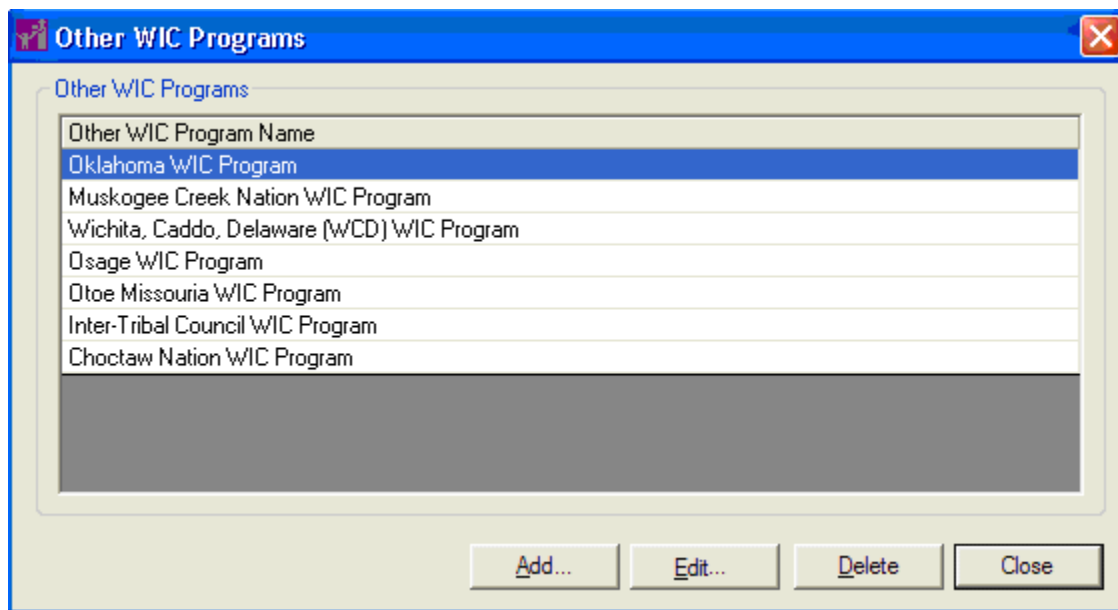 Other WIC Programs
Other WIC Programs
Other WIC Program Name
Oklahoma WIC Program
Muskogee Creek Nation WIC Program
Wichita, Caddo, Delaware (WCD) WIC Program
Osage WIC Program
Otoe Missouria WIC Program
Inter-Tribal Council WIC Program
Choctaw Nation WIC Program
Add... Edit... Delete Close